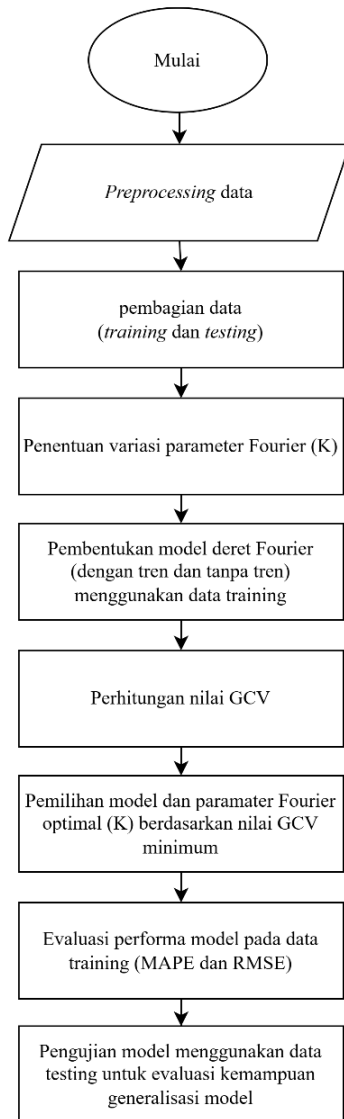 Mulai
Preprocessing data
pembagian data
(training dan testing)
Penentuan variasi parameter Fourier (K)
Pembentukan model deret Fourier
(dengan tren dan tanpa tren)
menggunakan data training
Perhitungan nilai GCV
Pemilihan model dan paramater Fourier
optimal (K) berdasarkan nilai GCV
minimum
Evaluasi performa model pada data
training (MAPE dan RMSE)
Pengujian model menggunakan data
testing untuk evaluasi kemampuan
generalisasi model